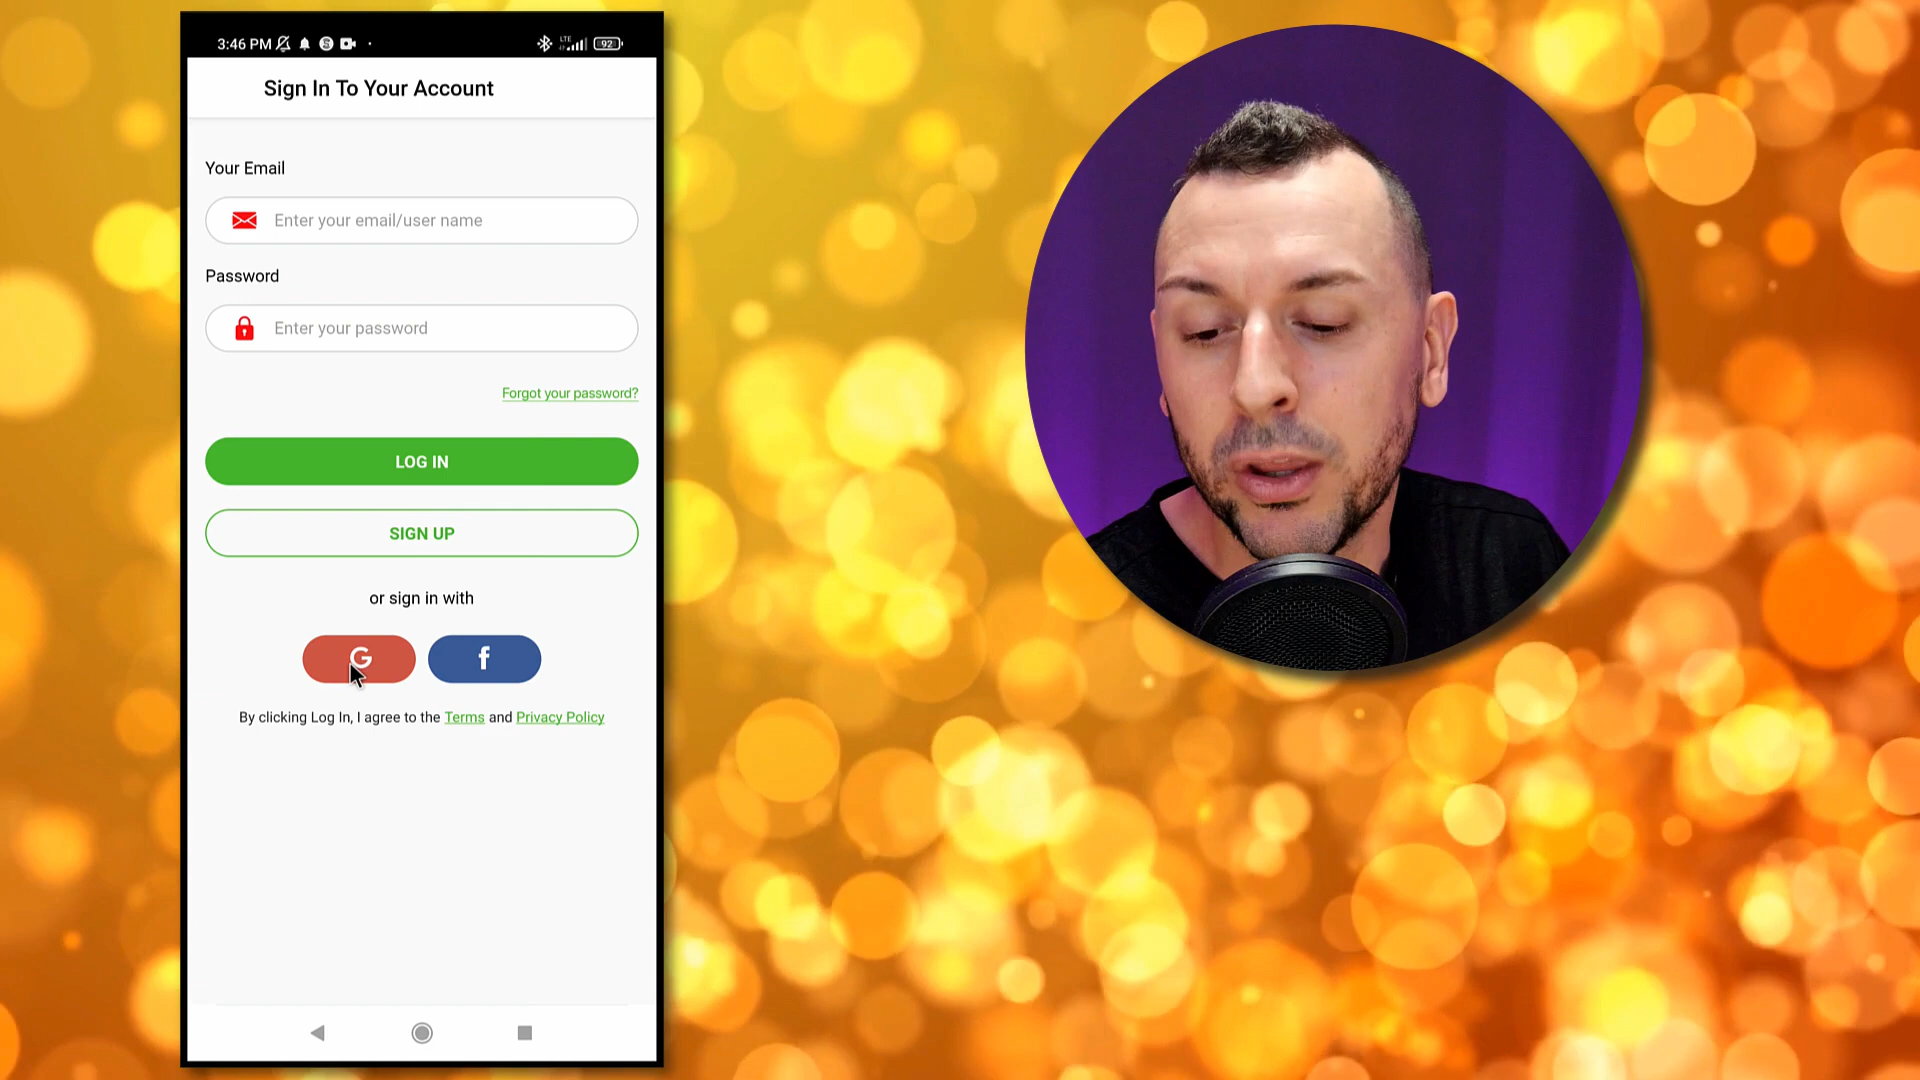 3:46 PM
LTE
92
Sign In To Your Account
Your Email
Enter your email/user name
Password
Enter your password
Forgot your password?
LOG IN
SIGN UP
or sign in with
G f
By clicking Log In, I agree to the Terms and Privacy Policy